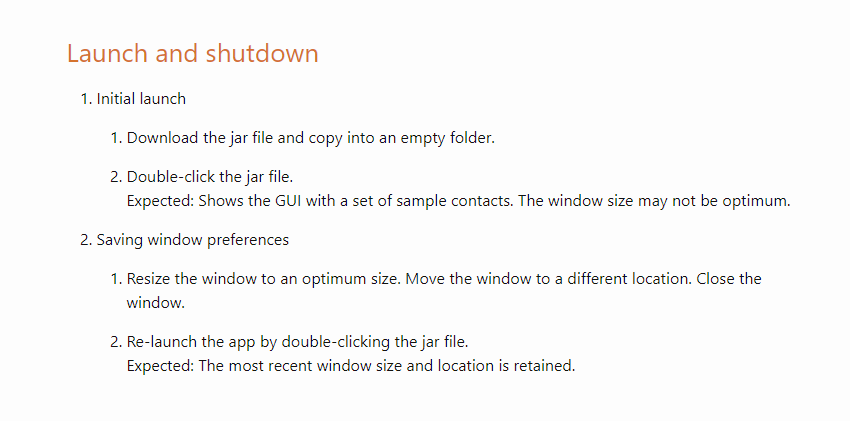 Launch and shutdown
1. Initial launch
1. Download the jar file and copy into an empty folder.
2. Double-click the jar file.
Expected: Shows the GUI with a set of sample contacts. The window size may not be optimum.
2. Saving window preferences
1. Resize the window to an optimum size. Move the window to a different location. Close the
window.
2. Re-launch the app by double-clicking the jar file.
Expected: The most recent window size and location is retained.